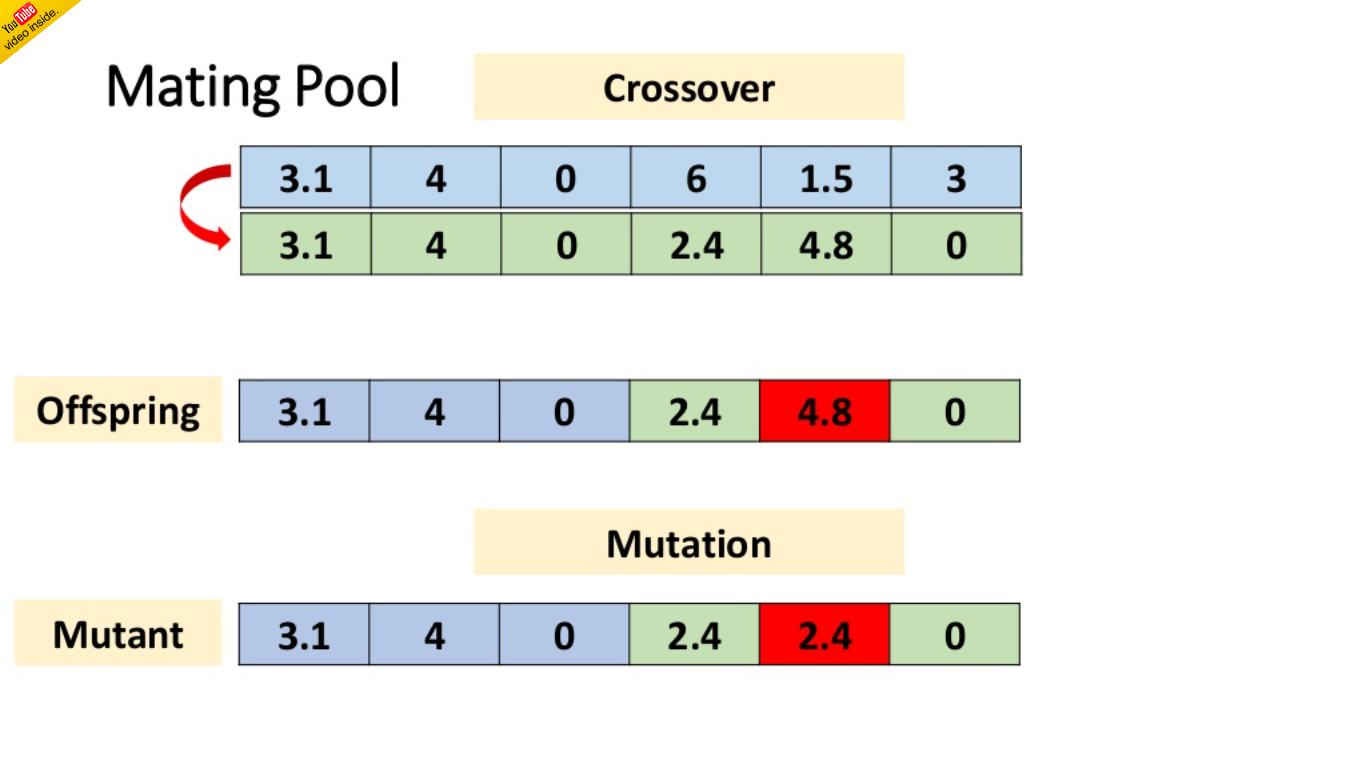 YouTube
video inside.
Mating Pool
Crossover
3.1 4 0 6 1.5 3
3.1 4 0 2.4 4.8 0
Offspring 3.1 4 0 2.4 4.8 0
Mutation
Mutant 3.1 4 0 2.4 2.4 0